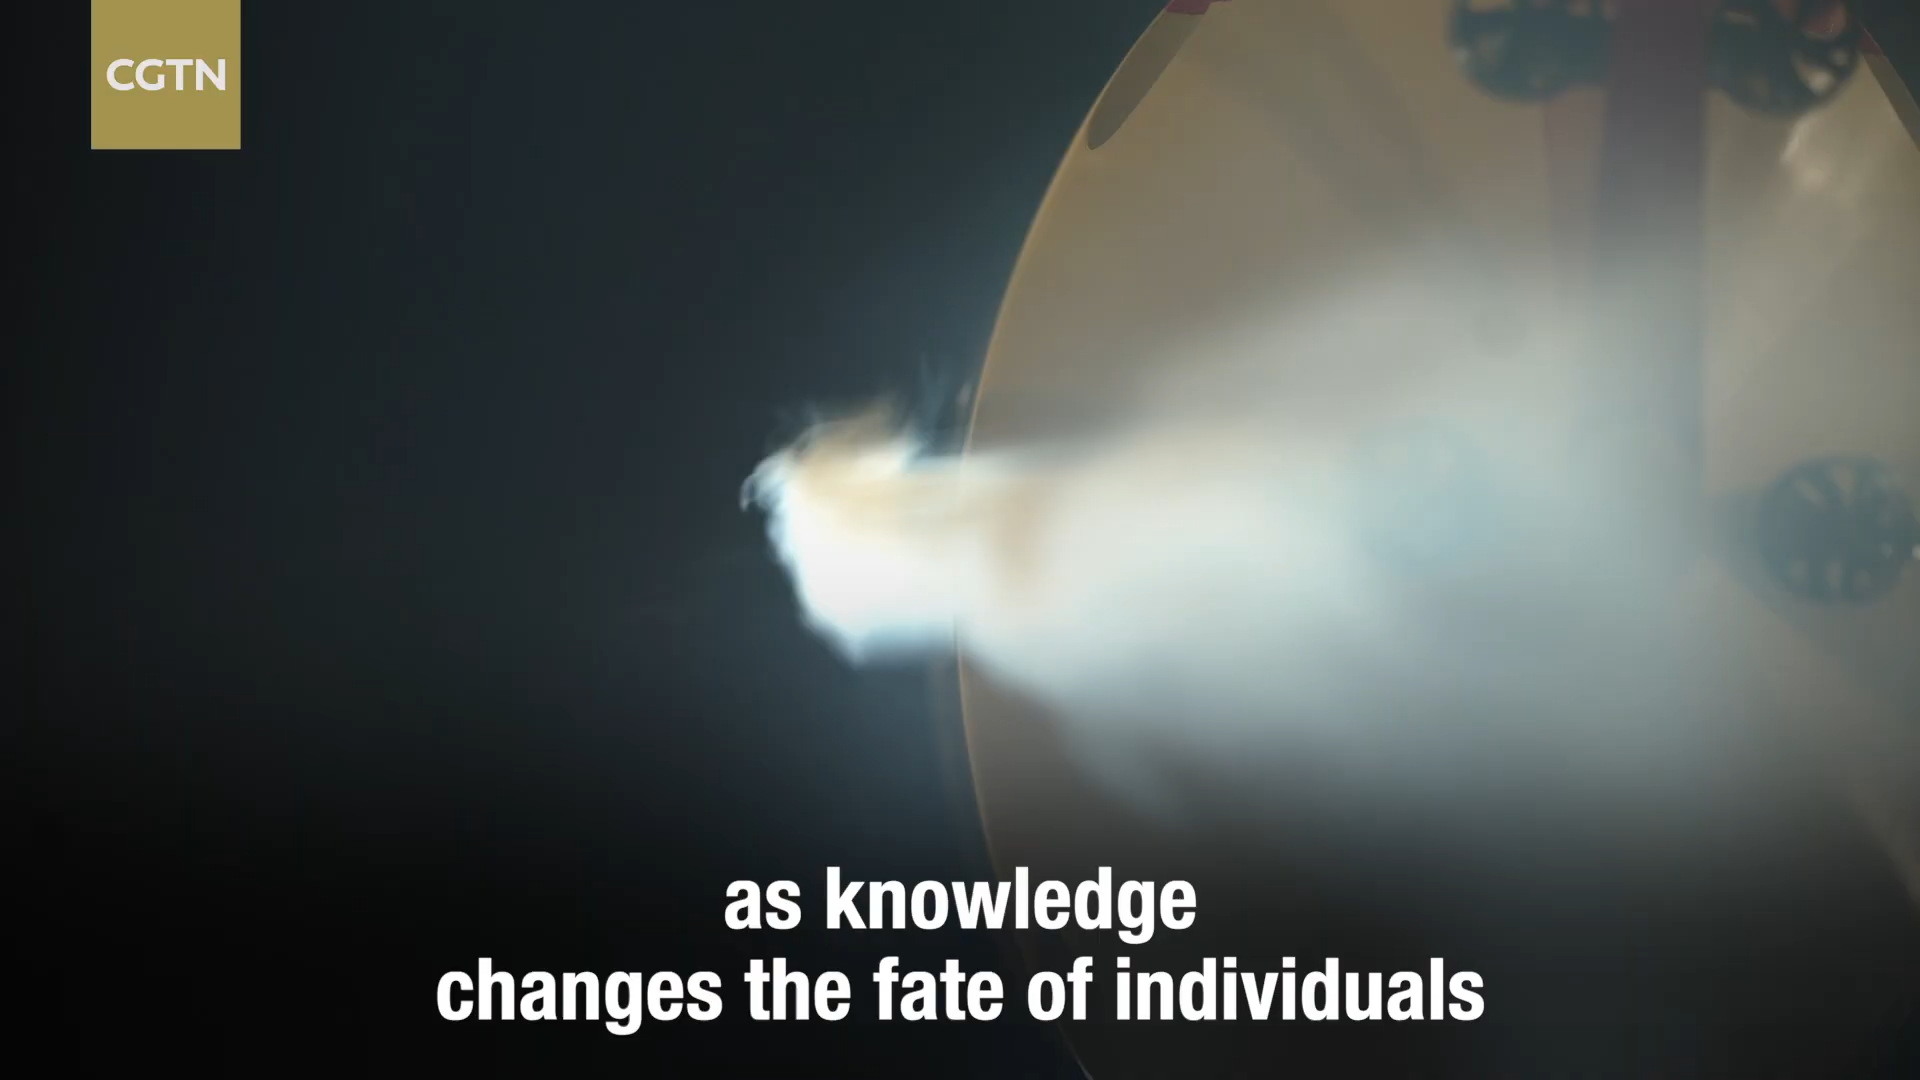 CGTN
as knowledge
changes the fate of individuals